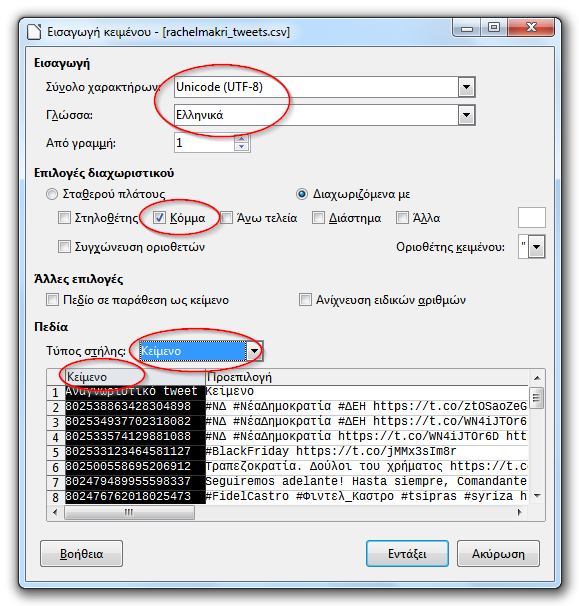 Εισαγωγή κειμένου - [rachelmakri_tweets.csv]
Εισαγωγή
Σύνολο χαρακτήρων: Unicode (UTF-8)
Γλώσσα: Ελληνικά
Από γραμμή: 1
Επιλογές διαχωριστικού
Σταθερού πλάτους Διαχωριζόμενα με
Στηλοθέτης Κόμμα Άνω τελεία Διάστημα Άλλα
Συγχώνευση οριοθετών Οριοθέτης κειμένου: "
Άλλες επιλογές
Πεδίο σε παράθεση ως κείμενο Ανίχνευση ειδικών αριθμών
Πεδία
Τύπος στήλης: Κείμενο
Κείμενο Προεπιλογή
1 Αναγνωριστικό tweet Κείμενο
2 802538863428304898 #ΝΔ #ΝέαΔημοκρατία #ΔΕΗ https://t.co/ztOSaoZeG
3 802534937702318082 #ΝΔ #ΝέαΔημοκρατία #ΔΕΗ https://t.co/WN4iJTOr6
4 802533574129881088 #ΝΔ https://t.co/WN4iJTOr6D htt
5 802533123464581127 #BlackFriday https://t.co/jMMx3sIm8r
6 802500558695206912 Τραπεζοκρατία. Δούλοι του χρήματος https://t.c
7 802479489955598337 Seguiremos adelante! Hasta siempre, Comandante
8 802476762018025473 #FidelCastro #Φιντελ_Καστρο #tsipras #syriza h
Βοήθεια Εντάξει Ακύρωση